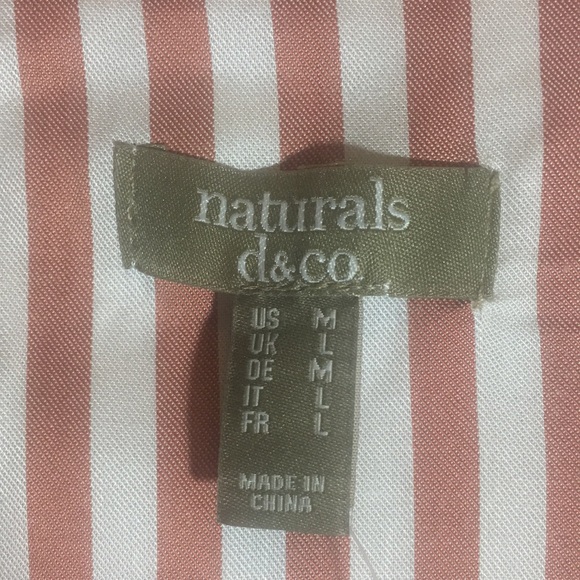 naturals
d&co
US M
UK L
DE M
IT L
FR L
MADE IN
CHINA